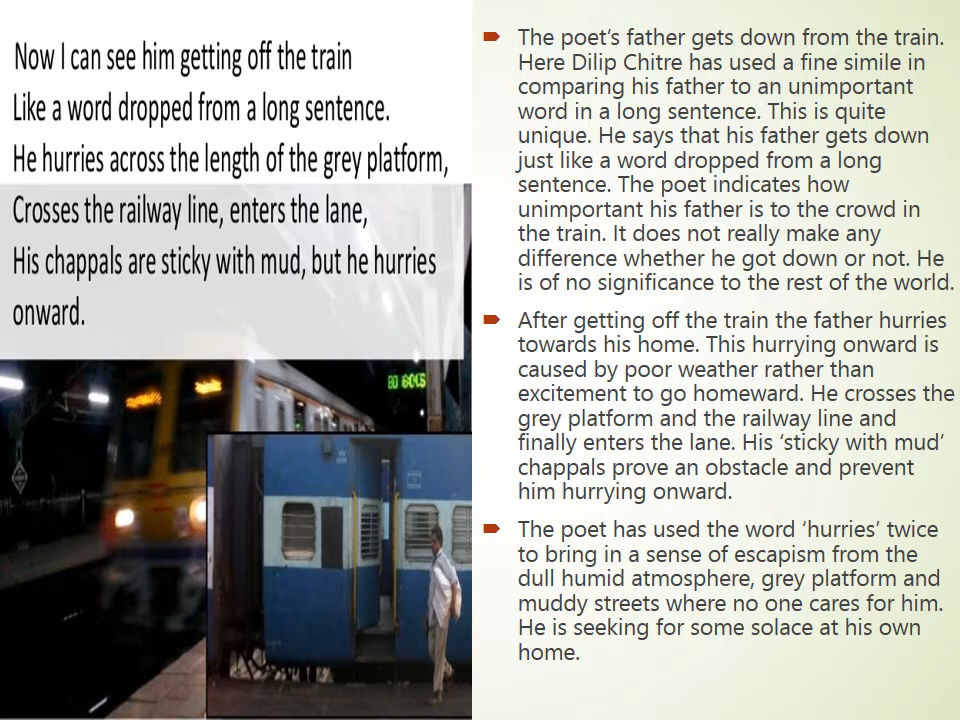 Now I can see him getting off the train
Like a word dropped from a long sentence.
He hurries across the length of the grey platform,
Crosses the railway line, enters the lane,
His chappals are sticky with mud, but he hurries
onward.
The poet’s father gets down from the train.
Here Dilip Chitre has used a fine simile in
comparing his father to an unimportant
word in a long sentence. This is quite
unique. He says that his father gets down
just like a word dropped from a long
sentence. The poet indicates how
unimportant his father is to the crowd in
the train. It does not really make any
difference whether he got down or not. He
is of no significance to the rest of the world.
After getting off the train the father hurries
towards his home. This hurrying onward is
caused by poor weather rather than
excitement to go homeward. He crosses the
grey platform and the railway line and
finally enters the lane. His ‘sticky with mud’
chappals prove an obstacle and prevent
him hurrying onward.
The poet has used the word ‘hurries’ twice
to bring in a sense of escapism from the
dull humid atmosphere, grey platform and
muddy streets where no one cares for him.
He is seeking for some solace at his own
home.